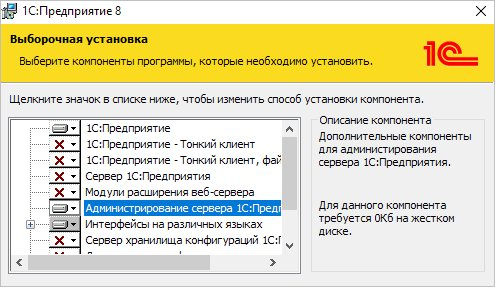 1С:Предприятие 8
Выборочная установка
Выберите компоненты программы, которые необходимо установить.
1С
Щелкните значок в списке ниже, чтобы изменить способ установки компонента.
1С:Предприятие
1С:Предприятие - Тонкий клиент
1С:Предприятие - Тонкий клиент, фай
Сервер 1С:Предприятия
Модули расширения веб-сервера
Администрирование сервера 1С:Пред
Интерфейсы на различных языках
Сервер хранилища конфигураций 1С:П
Описание компонента
Дополнительные компоненты
для администирования
сервера 1С:Предприятия.
Для данного компонента
требуется 0Кб на жестком
диске.